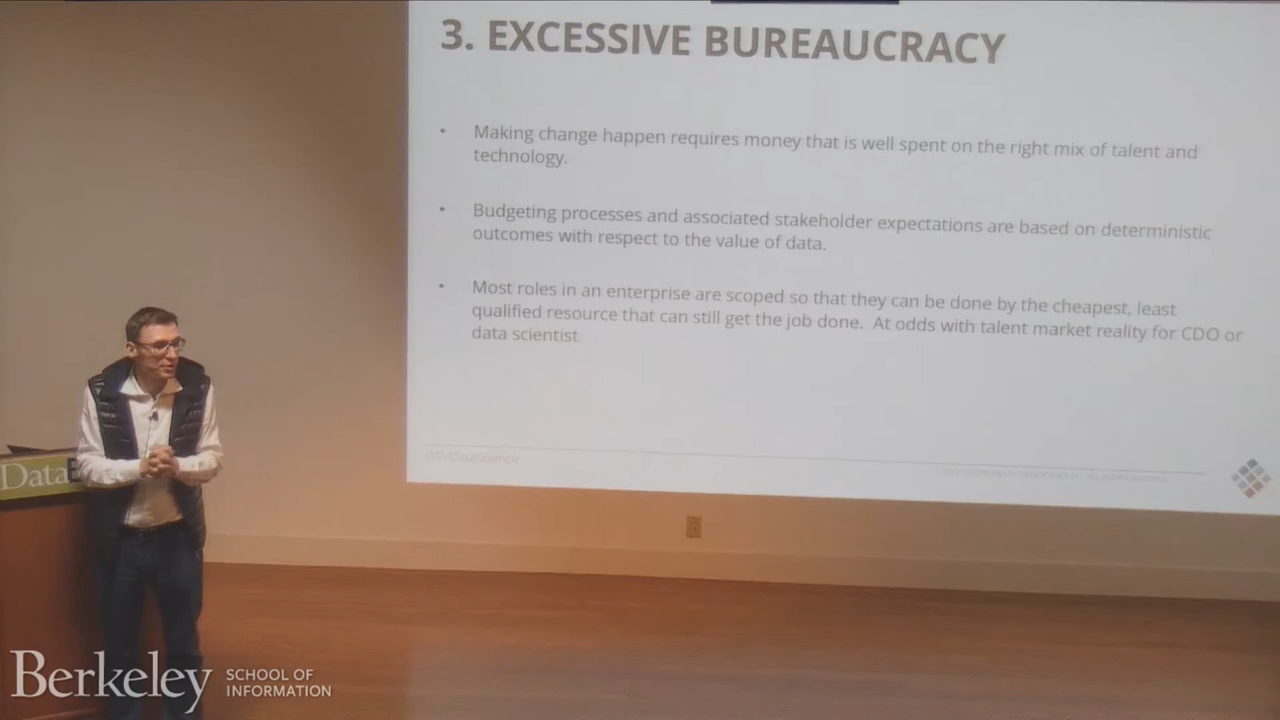 3. EXCESSIVE BUREAUCRACY
• Making change happen requires money that is well spent on the right mix of talent and
technology.
• Budgeting processes and associated stakeholder expectations are based on deterministic
outcomes with respect to the value of data.
• Most roles in an enterprise are scoped so that they can be done by the cheapest, least
qualified resource that can still get the job done. At odds with talent market reality for CDO or
data scientist
@SVDataScience
Data
Berkeley
SCHOOL OF
INFORMATION